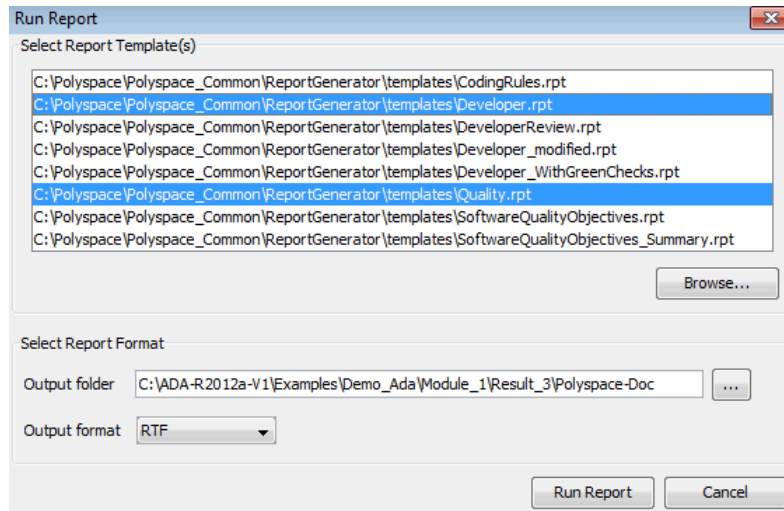 Run Report
Select Report Template(s)
C:\Polyspace\Polyspace_Common\ReportGenerator\templates\CodingRules.rpt
C:\Polyspace\Polyspace_Common\ReportGenerator\templates\Developer.rpt
C:\Polyspace\Polyspace_Common\ReportGenerator\templates\DeveloperReview.rpt
C:\Polyspace\Polyspace_Common\ReportGenerator\templates\Developer_modified.rpt
C:\Polyspace\Polyspace_Common\ReportGenerator\templates\Developer_WithGreenChecks.rpt
C:\Polyspace\Polyspace_Common\ReportGenerator\templates\Quality.rpt
C:\Polyspace\Polyspace_Common\ReportGenerator\templates\SoftwareQualityObjectives.rpt
C:\Polyspace\Polyspace_Common\ReportGenerator\templates\SoftwareQualityObjectives_Summary.rpt
Browse...
Select Report Format
Output folder C:\ADA-R2012a-V1\Examples\Demo_Ada\Module_1\Result_3\Polyspace-Doc ...
Output format RTF
Run Report Cancel